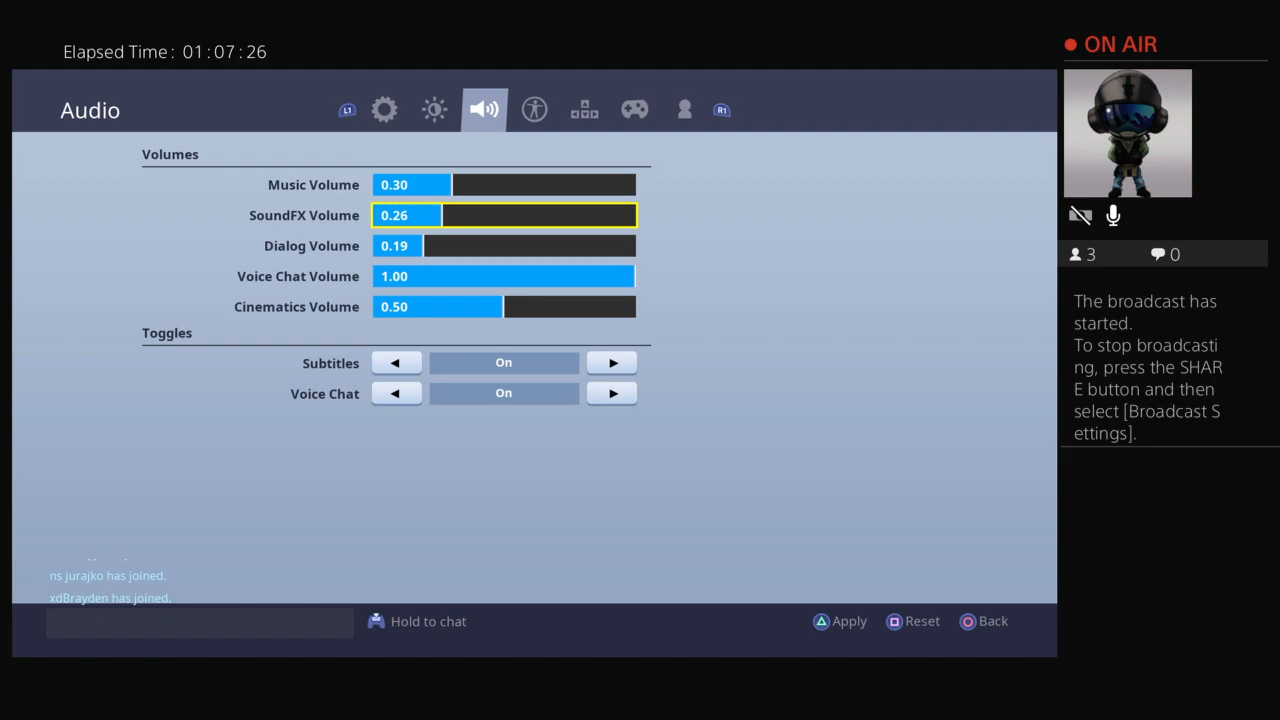 Elapsed Time: 01:07:26
ON AIR
Audio
L1
R1
Volumes
Music Volume 0.30
SoundFX Volume 0.26
Dialog Volume 0.19
Voice Chat Volume 1.00
Cinematics Volume 0.50
Toggles
Subtitles On
Voice Chat On
ns jurajko has joined.
xdBrayden has joined.
Hold to chat
Apply
Reset
Back
3
0
The broadcast has
started.
To stop broadcasti
ng, press the SHAR
E button and then
select [Broadcast S
ettings].